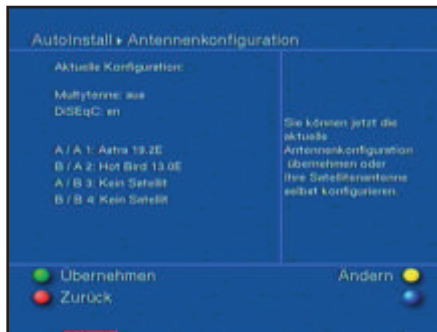 AutoInstall ▸ Antennenkonfiguration
Aktuelle Konfiguration:
Multytenne: aus
DiSEqC: an
A / A 1: Astra 19.2E
B / A 2: Hot Bird 13.0E
A / B 3: Kein Satellit
B / B 4: Kein Satellit
Sie können jetzt die
aktuelle
Antennenkonfiguration
übernehmen oder
Ihre Satellitenantenne
selbst konfigurieren.
Übernehmen
Ändern
Zurück